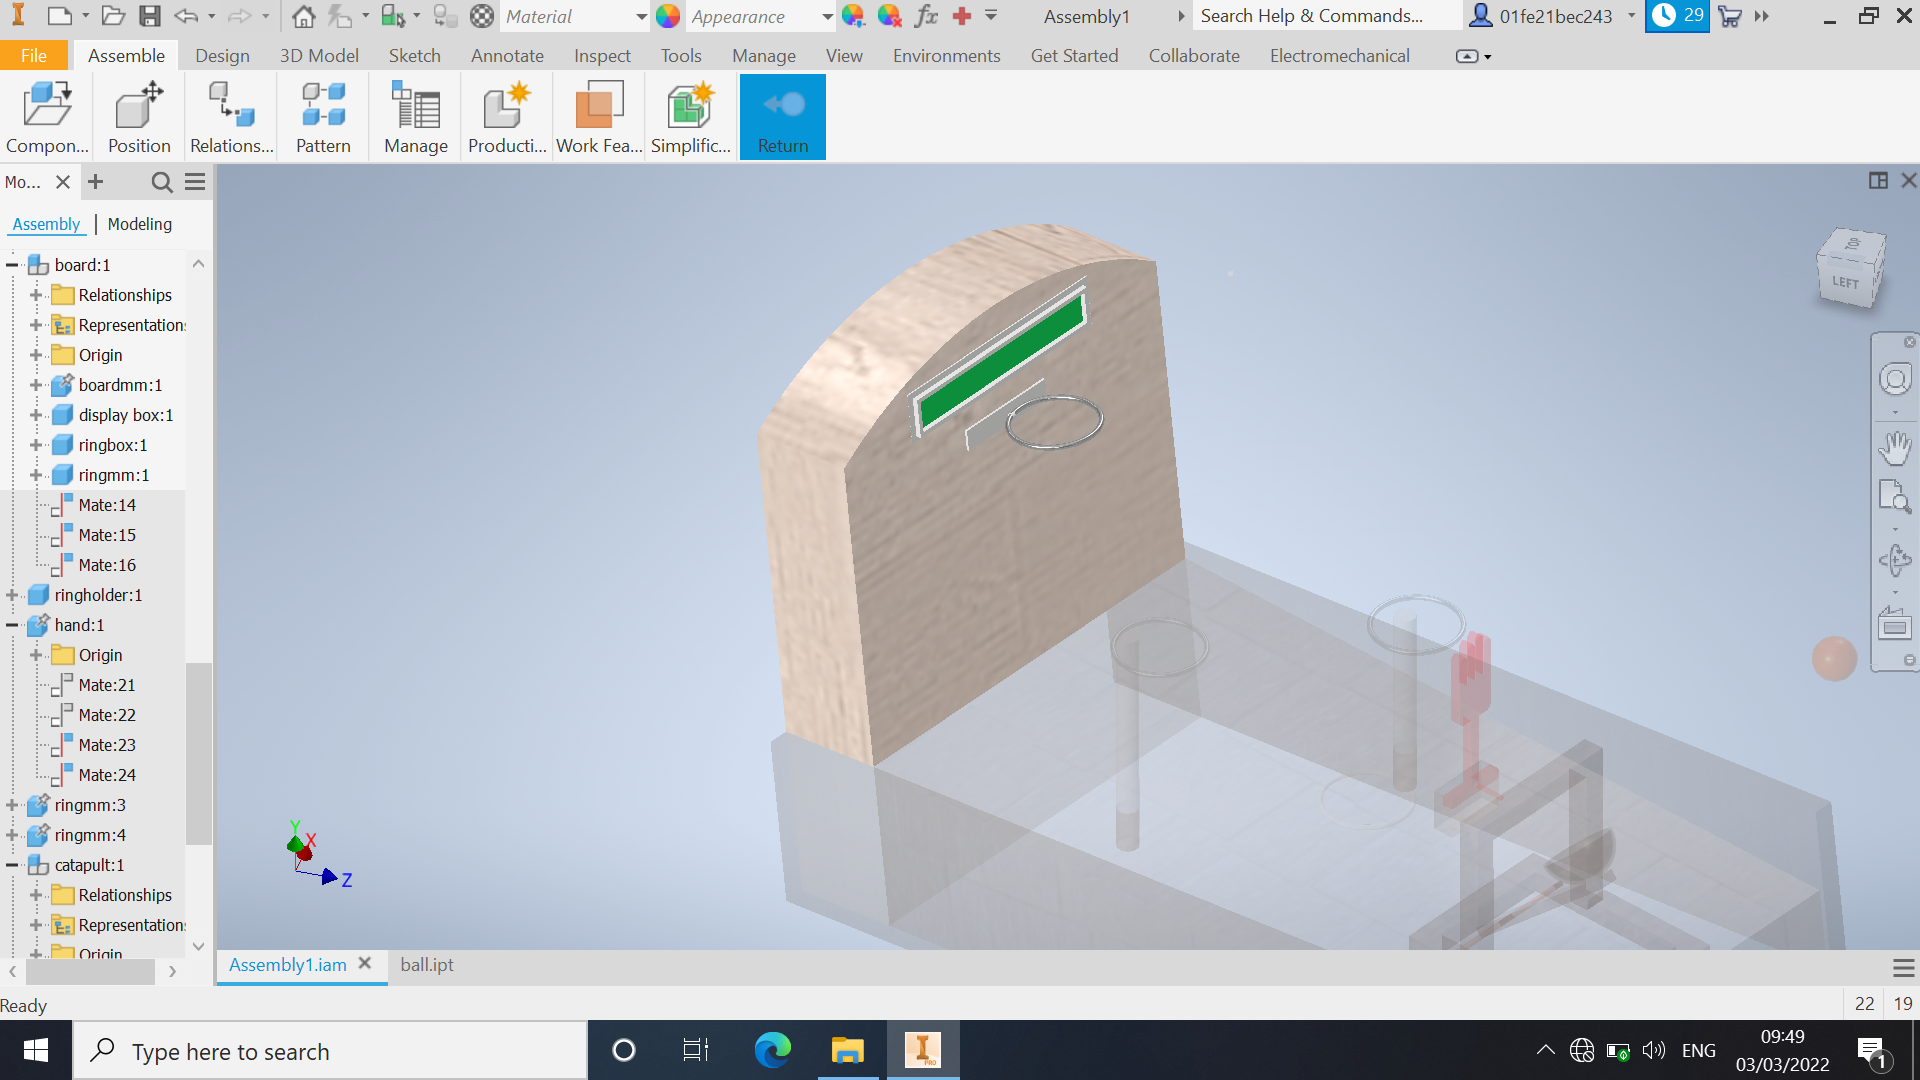 Material
Appearance
Assembly1
Search Help & Commands...
01fe21bec243
29
File
Assemble
Design
3D Model
Sketch
Annotate
Inspect
Tools
Manage
View
Environments
Get Started
Collaborate
Electromechanical
Compon...
Position
Relations...
Pattern
Manage
Producti...
Work Fea...
Simplific...
Return
Mo...
Assembly
Modeling
board:1
Relationships
Representation
Origin
boardmm:1
display box:1
ringbox:1
ringmm:1
Mate:14
Mate:15
Mate:16
ringholder:1
hand:1
Origin
Mate:21
Mate:22
Mate:23
Mate:24
ringmm:3
ringmm:4
catapult:1
Relationships
Representation
Origin
LEFT
Y
X
Z
Assembly1.iam
ball.ipt
Ready
22
19
Type here to search
PRO
ENG
09:49
03/03/2022
1